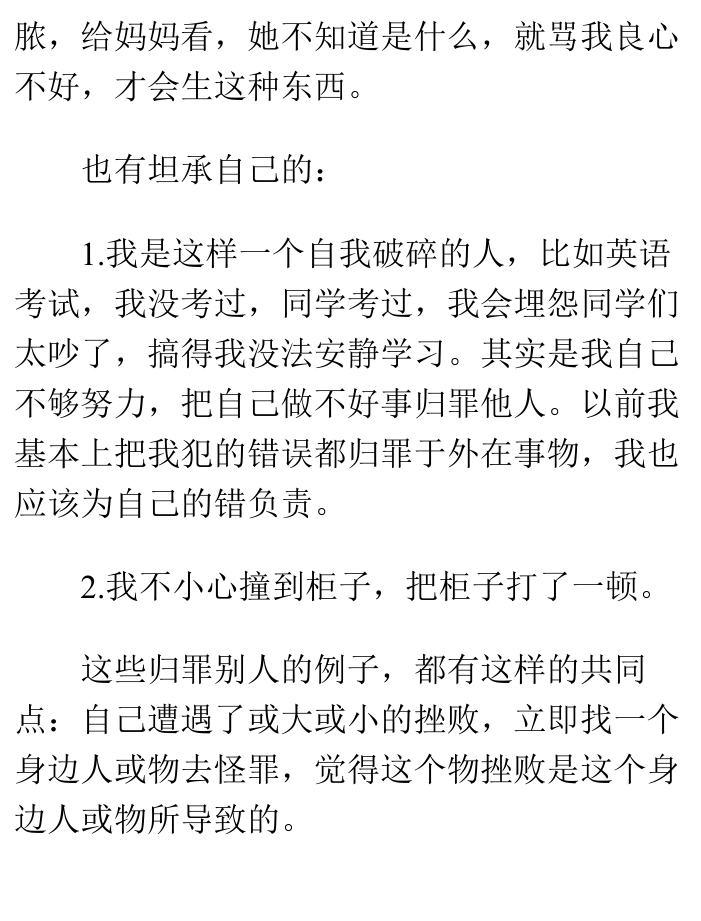 脓，给妈妈看，她不知道是什么，就骂我良心
不好，才会生这种东西。
也有坦承自己的：
1.我是这样一个自我破碎的人，比如英语
考试，我没考过，同学考过，我会埋怨同学们
太吵了，搞得我没法安静学习。其实是我自己
不够努力，把自己做不好事归罪他人。以前我
基本上把我犯的错误都归罪于外在事物，我也
应该为自己的错负责。
2.我不小心撞到柜子，把柜子打了一顿。
这些归罪别人的例子，都有这样的共同
点：自己遭遇了或大或小的挫败，立即找一个
身边人或物去怪罪，觉得这个物挫败是这个身
边人或物所导致的。